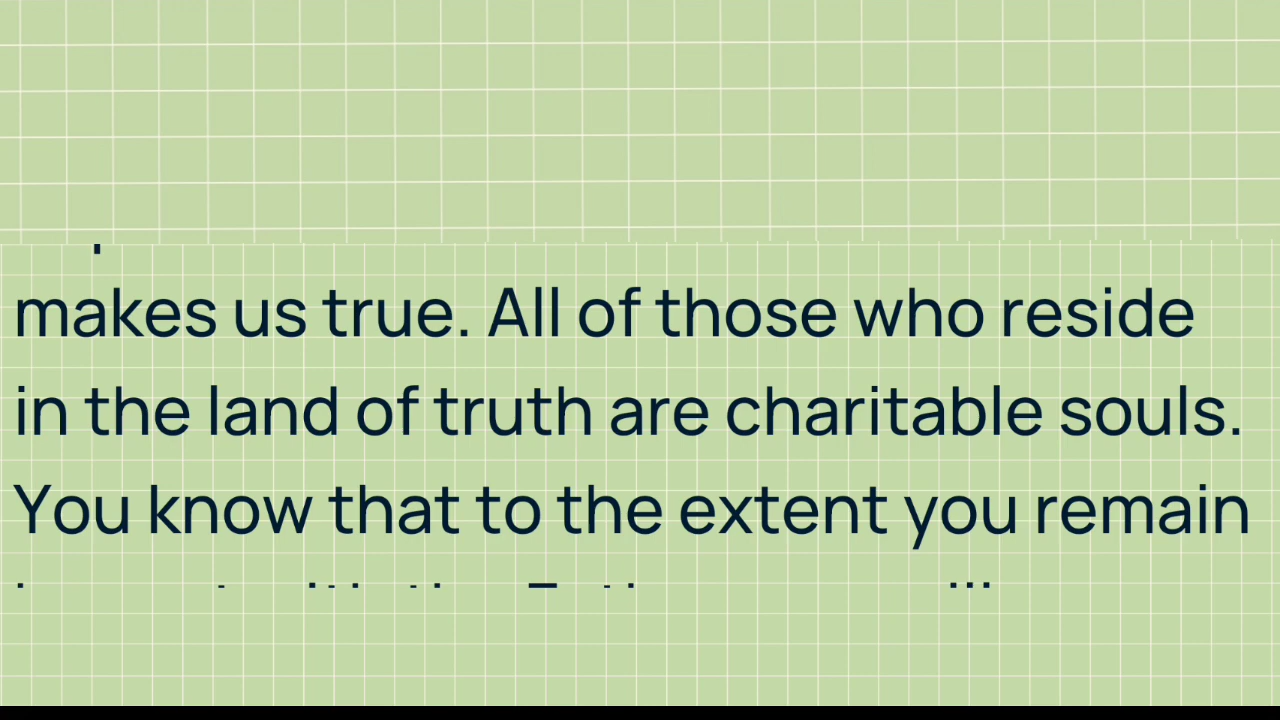 makes us true. All of those who reside
in the land of truth are charitable souls.
You know that to the extent you remain